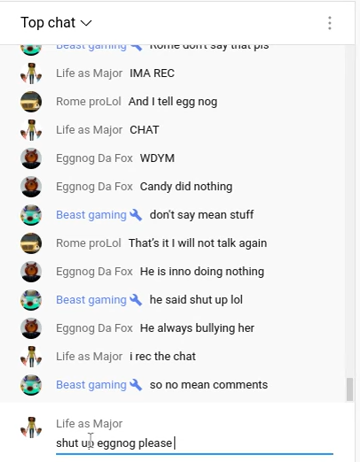 Top chat
Beast gaming Rome don't say that pls
Life as Major IMA REC
Rome proLol And I tell egg nog
Life as Major CHAT
Eggnog Da Fox WDYM
Eggnog Da Fox Candy did nothing
Beast gaming don't say mean stuff
Rome proLol That's it I will not talk again
Eggnog Da Fox He is inno doing nothing
Beast gaming he said shut up lol
Eggnog Da Fox He always bullying her
Life as Major i rec the chat
Beast gaming so no mean comments
Life as Major
shut up eggnog please